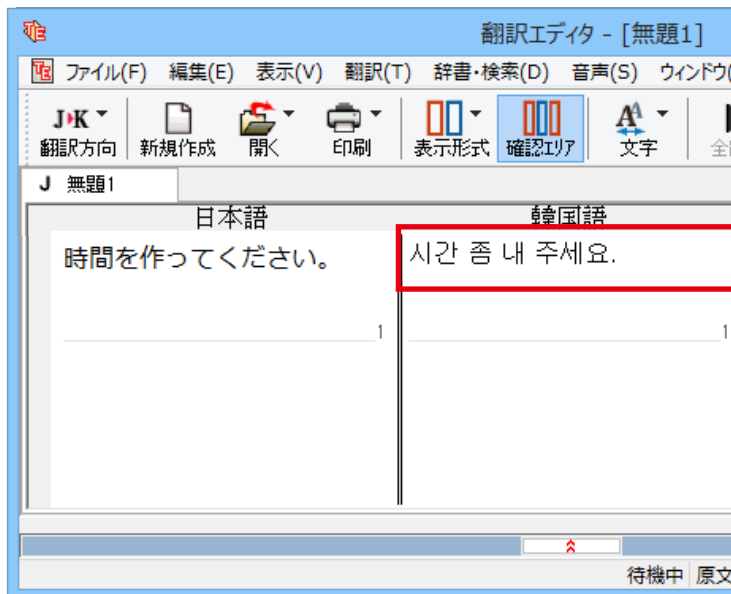 翻訳エディタ - [無題1]
ファイル(F) 編集(E) 表示(V) 翻訳(T) 辞書・検索(D) 音声(S) ウィンドウ(
J▶K
翻訳方向 新規作成 開く 印刷 表示形式 確認エリア 文字 全
J 無題1
日本語 韓国語
時間を作ってください。 시간 좀 내 주세요.
1 1
待機中 原文